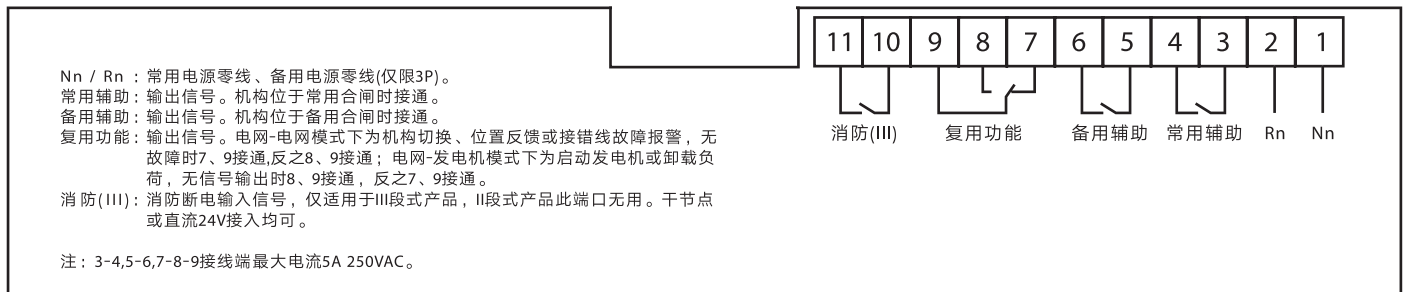 11 10 9 8 7 6 5 4 3 2 1
消防(III) 复用功能 备用辅助 常用辅助 Rn Nn
Nn / Rn : 常用电源零线、备用电源零线(仅限3P)。
常用辅助: 输出信号。机构位于常用合闸时接通。
备用辅助: 输出信号。机构位于备用合闸时接通。
复用功能: 输出信号。电网-电网模式下为机构切换、位置反馈或接错线故障报警，无
故障时7、9接通,反之8、9接通；电网-发电机模式下为启动发电机或卸载负
荷，无信号输出时8、9接通，反之7、9接通。
消防(III): 消防断电输入信号，仅适用于III段式产品，II段式产品此端口无用。干节点
或直流24V接入均可。
注: 3-4,5-6,7-8-9接线端最大电流5A 250VAC。